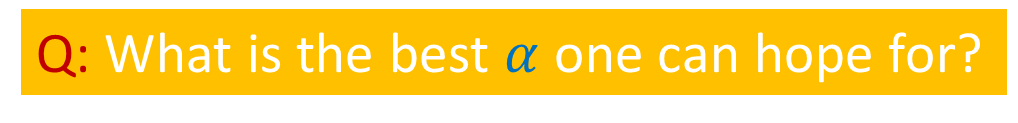 Q: What is the best 𝛼 one can hope for?